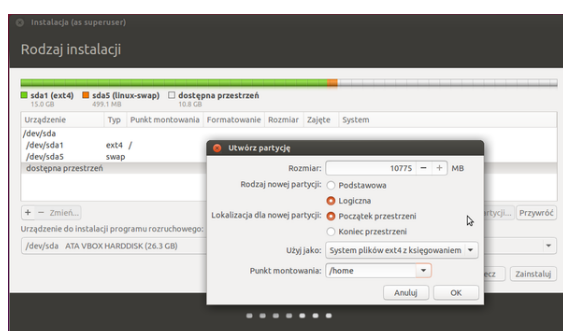 Instalacja (as superuser)
Rodzaj instalacji
sda1 (ext4) sda5 (linux-swap) dostępna przestrzeń
15.0 GB 499.1 MB 10.8 GB
Urządzenie Typ Punkt montowania Formatowanie Rozmiar Zajęte System
/dev/sda
/dev/sda1 ext4 /
/dev/sda5 swap
dostępna przestrzeń
Utwórz partycję
Rozmiar: 10775 − + MB
Rodzaj nowej partycji: Podstawowa
Logiczna
Lokalizacja dla nowej partycji: Początek przestrzeni
Koniec przestrzeni
Użyj jako: System plików ext4 z księgowaniem
Punkt montowania: /home
Anuluj OK
+ − Zmień... Przywróć
Urządzenie do instalacji programu rozruchowego:
/dev/sda ATA VBOX HARDDISK (26.3 GB)
Zainstaluj